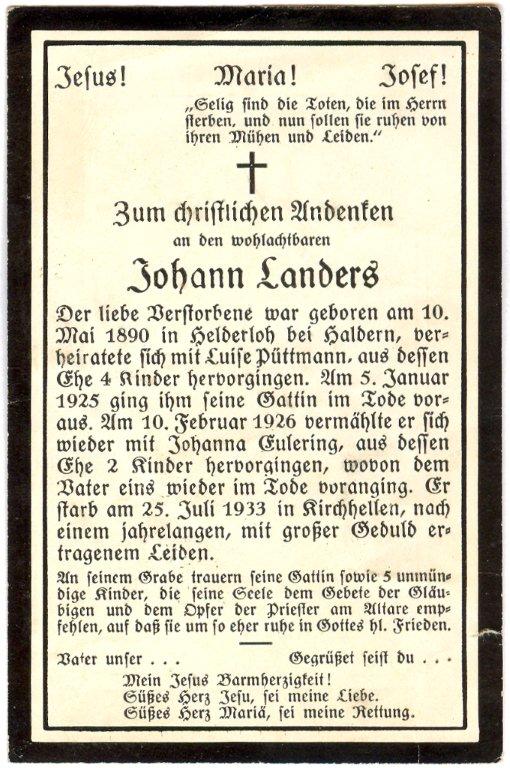 Jesus! Maria! Josef!
„Selig sind die Toten, die im Herrn
sterben, und nun sollen sie ruhen von
ihren Mühen und Leiden.“
Zum christlichen Andenken
an den wohlachtbaren
Johann Landers
Der liebe Verstorbene war geboren am 10.
Mai 1890 in Helderloh bei Haldern, ver-
heiratete sich mit Luise Püttmann, aus dessen
Ehe 4 Kinder hervorgingen. Am 5. Januar
1925 ging ihm seine Gattin im Tode vor-
aus. Am 10. Februar 1926 vermählte er sich
wieder mit Johanna Eulering, aus dessen
Ehe 2 Kinder hervorgingen, wovon dem
Vater eins wieder im Tode voranging. Er
starb am 25. Juli 1933 in Kirchhellen, nach
einem jahrelangen, mit großer Geduld er-
tragenem Leiden.
An seinem Grabe trauern seine Gattin sowie 5 unmün-
dige Kinder, die seine Seele dem Gebete der Gläu-
bigen und dem Opfer der Priester am Altare emp-
fehlen, auf daß sie um so eher ruhe in Gottes hl. Frieden.
Vater unser . . . Gegrüßet seist du . . .
Mein Jesus Barmherzigkeit!
Süßes Herz Jesu, sei meine Liebe.
Süßes Herz Mariä, sei meine Rettung.